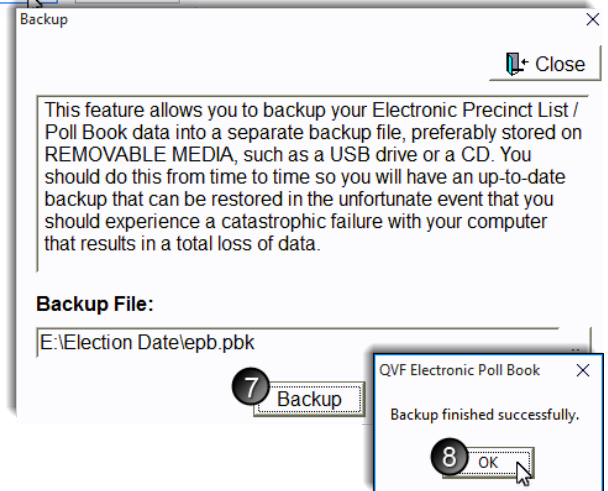 Backup
Close
This feature allows you to backup your Electronic Precinct List /
Poll Book data into a separate backup file, preferably stored on
REMOVABLE MEDIA, such as a USB drive or a CD. You
should do this from time to time so you will have an up-to-date
backup that can be restored in the unfortunate event that you
should experience a catastrophic failure with your computer
that results in a total loss of data.
Backup File:
E:\Election Date\epb.pbk
..
7 Backup
QVF Electronic Poll Book
Backup finished successfully.
8 OK